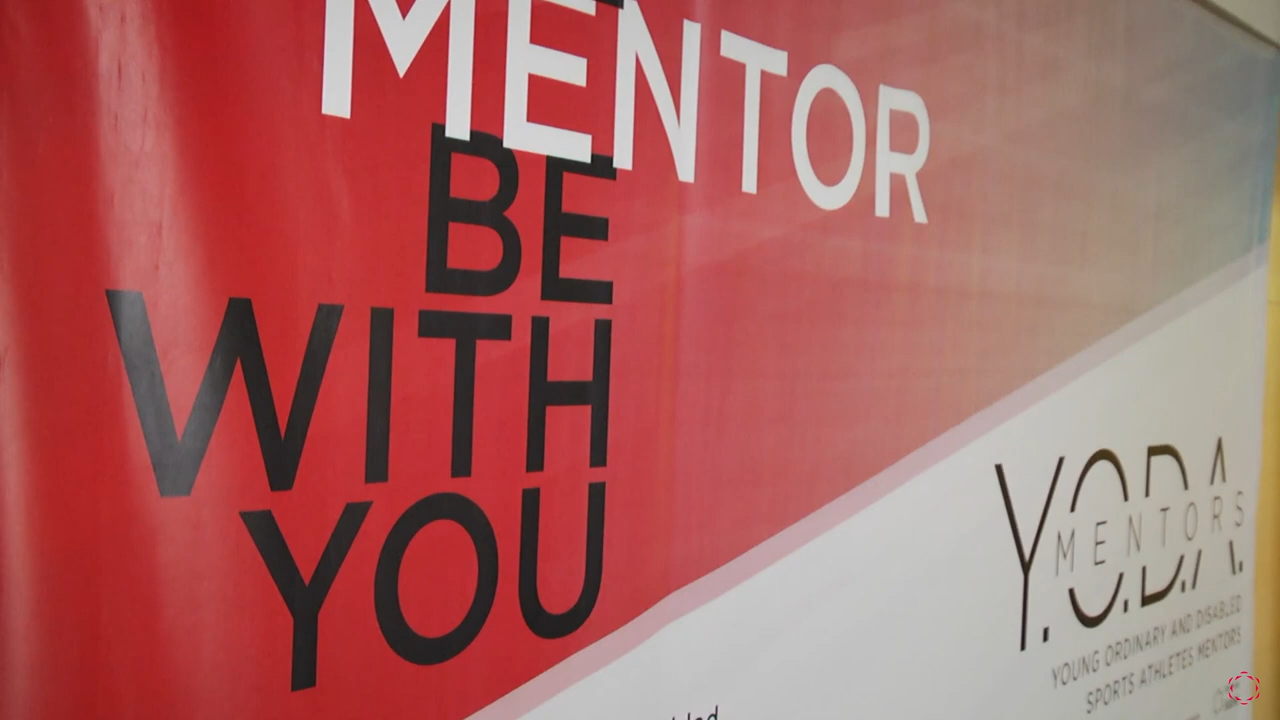 MENTOR
BE
WITH
YOU
Y.O.D.A.
MENTORS
YOUNG ORDINARY AND DISABLED
SPORTS ATHLETES MENTORS